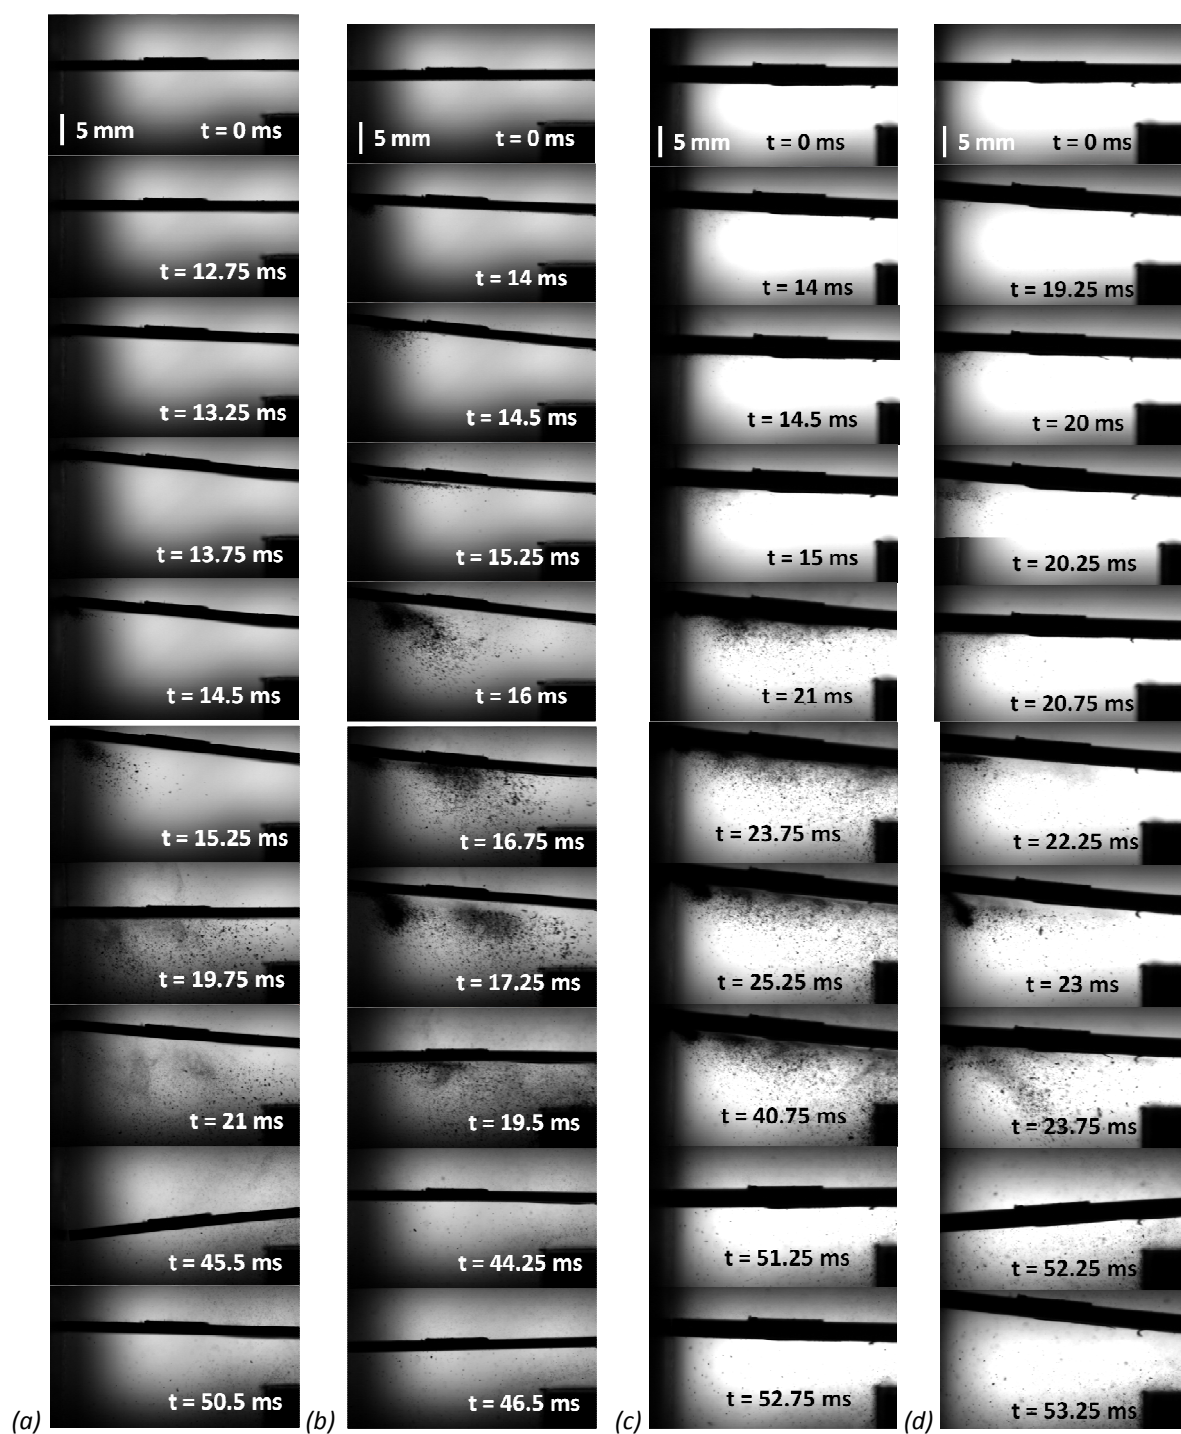 5 mm t = 0 ms
t = 12.75 ms
t = 13.25 ms
t = 13.75 ms
t = 14.5 ms
t = 15.25 ms
t = 19.75 ms
t = 21 ms
t = 45.5 ms
t = 50.5 ms
(a)
5 mm t = 0 ms
t = 14 ms
t = 14.5 ms
t = 15.25 ms
t = 16 ms
t = 16.75 ms
t = 17.25 ms
t = 19.5 ms
t = 44.25 ms
t = 46.5 ms
(b)
5 mm t = 0 ms
t = 14 ms
t = 14.5 ms
t = 15 ms
t = 21 ms
t = 23.75 ms
t = 25.25 ms
t = 40.75 ms
t = 51.25 ms
t = 52.75 ms
(c)
5 mm t = 0 ms
t = 19.25 ms
t = 20 ms
t = 20.25 ms
t = 20.75 ms
t = 22.25 ms
t = 23 ms
t = 23.75 ms
t = 52.25 ms
t = 53.25 ms
(d)